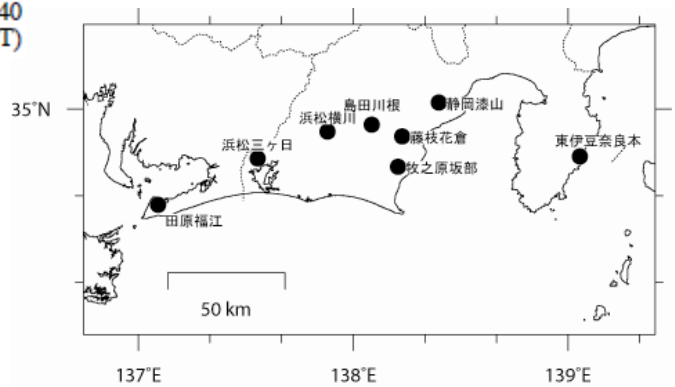 40
T)
35˚N
静岡漆山
島田川根
浜松横川
藤枝花倉
東伊豆奈良本
浜松三ヶ日
牧之原坂部
田原福江
50 km
137˚E
138˚E
139˚E